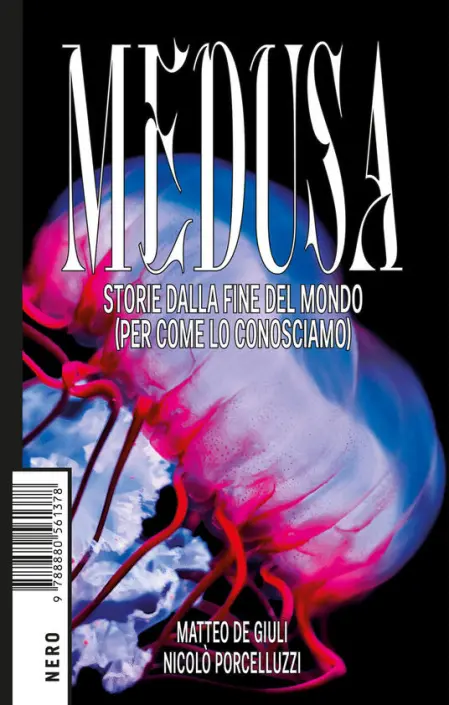 MEDUSA
STORIE DALLA FINE DEL MONDO
(PER COME LO CONOSCIAMO)
9 788880 561378
NERO
MATTEO DE GIULI
NICOLÒ PORCELLUZZI